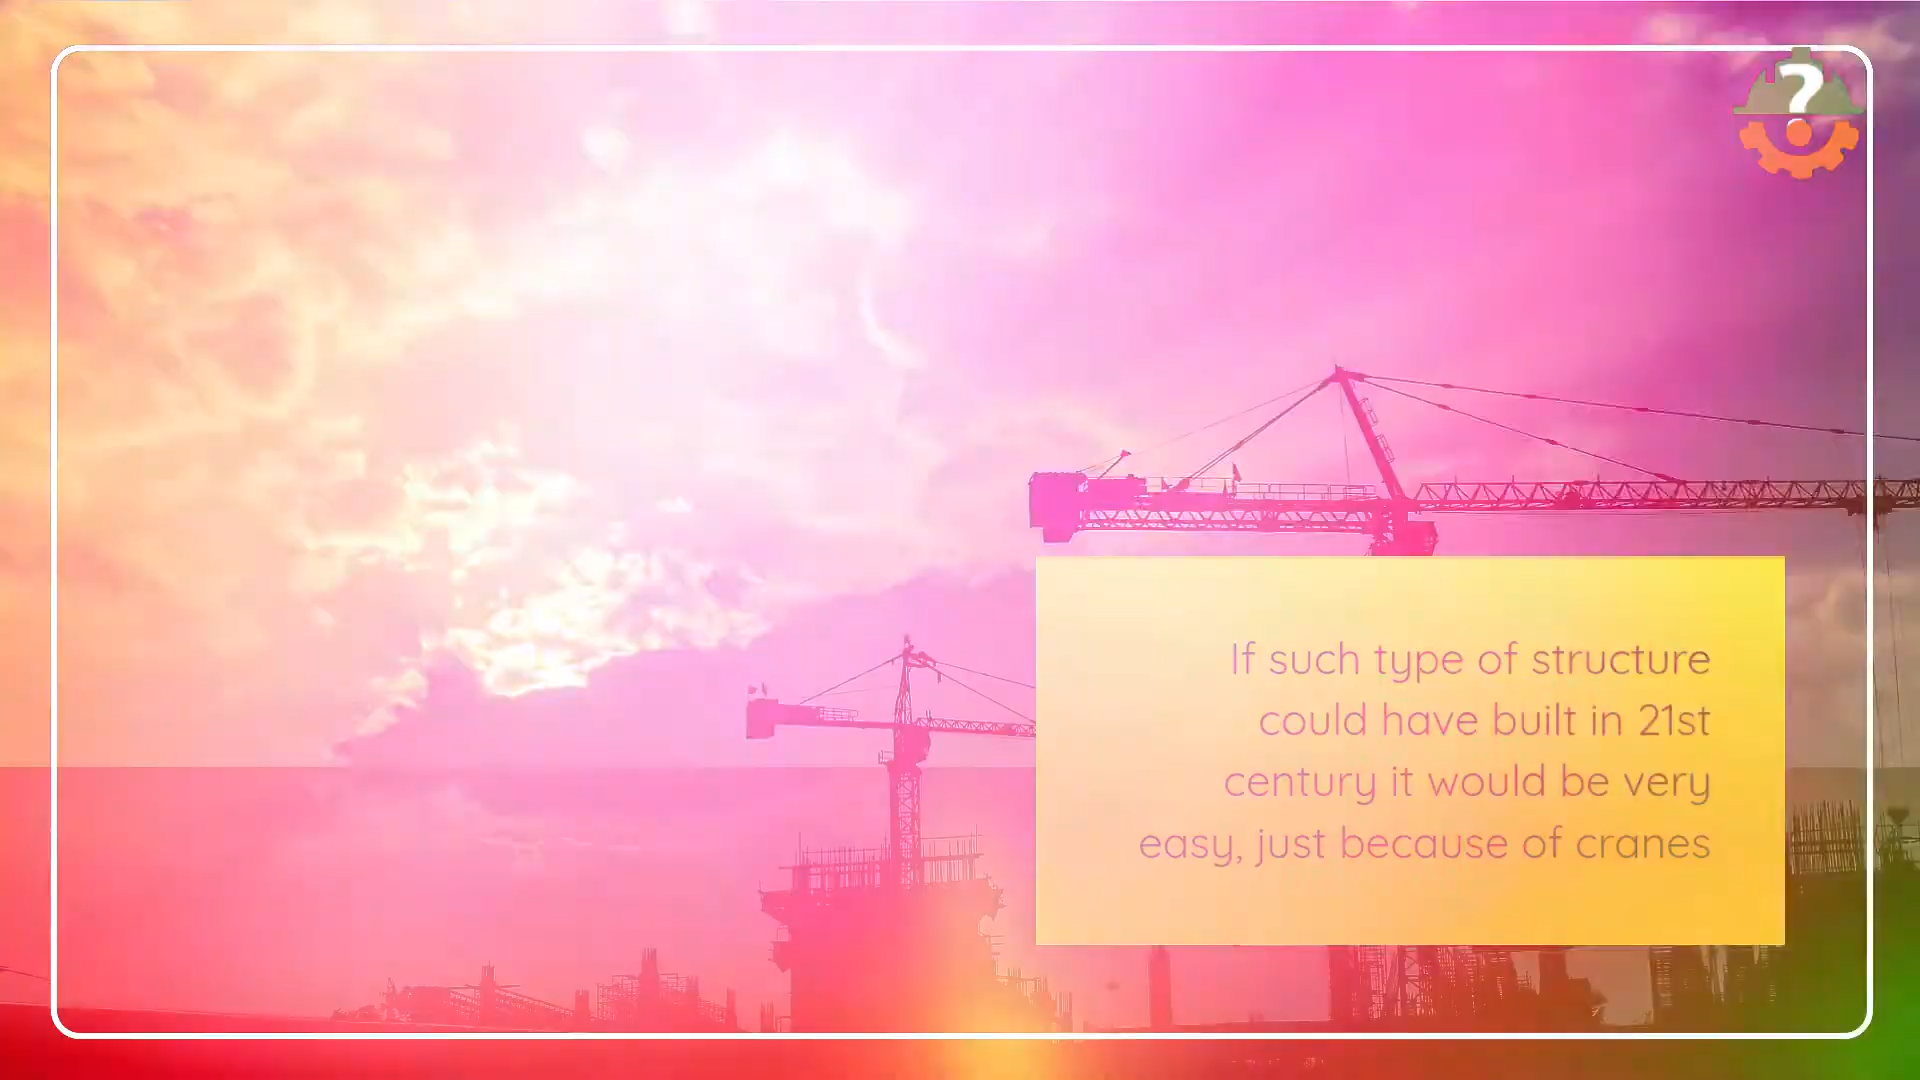 ?
If such type of structure
could have built in 21st
century it would be very
easy, just because of cranes